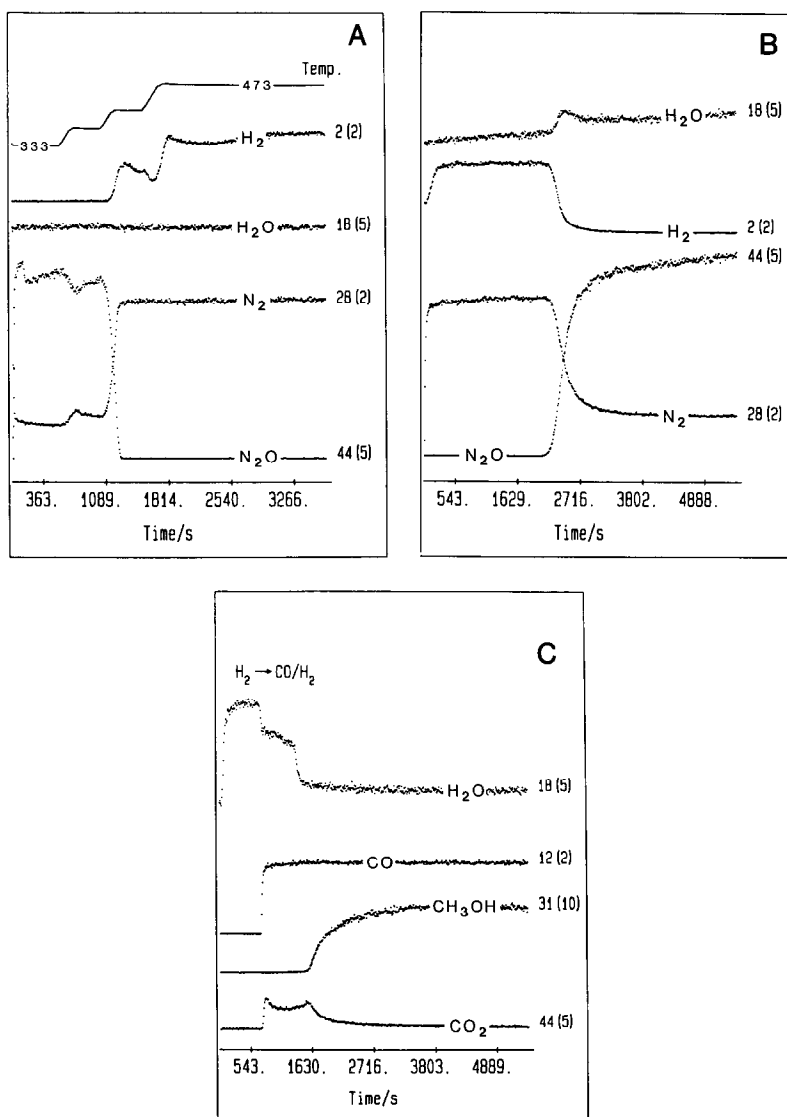 A
Temp.
473
333
H₂
2 (2)
H₂O
18 (5)
N₂
28 (2)
N₂O
44 (5)
363. 1089. 1814. 2540. 3266.
Time/s
B
H₂O
18 (5)
H₂
2 (2)
44 (5)
N₂
28 (2)
N₂O
543. 1629. 2716. 3802. 4888.
Time/s
C
H₂ → CO/H₂
H₂O
18 (5)
CO
12 (2)
CH₃OH
31 (10)
CO₂
44 (5)
543. 1630. 2716. 3803. 4889.
Time/s